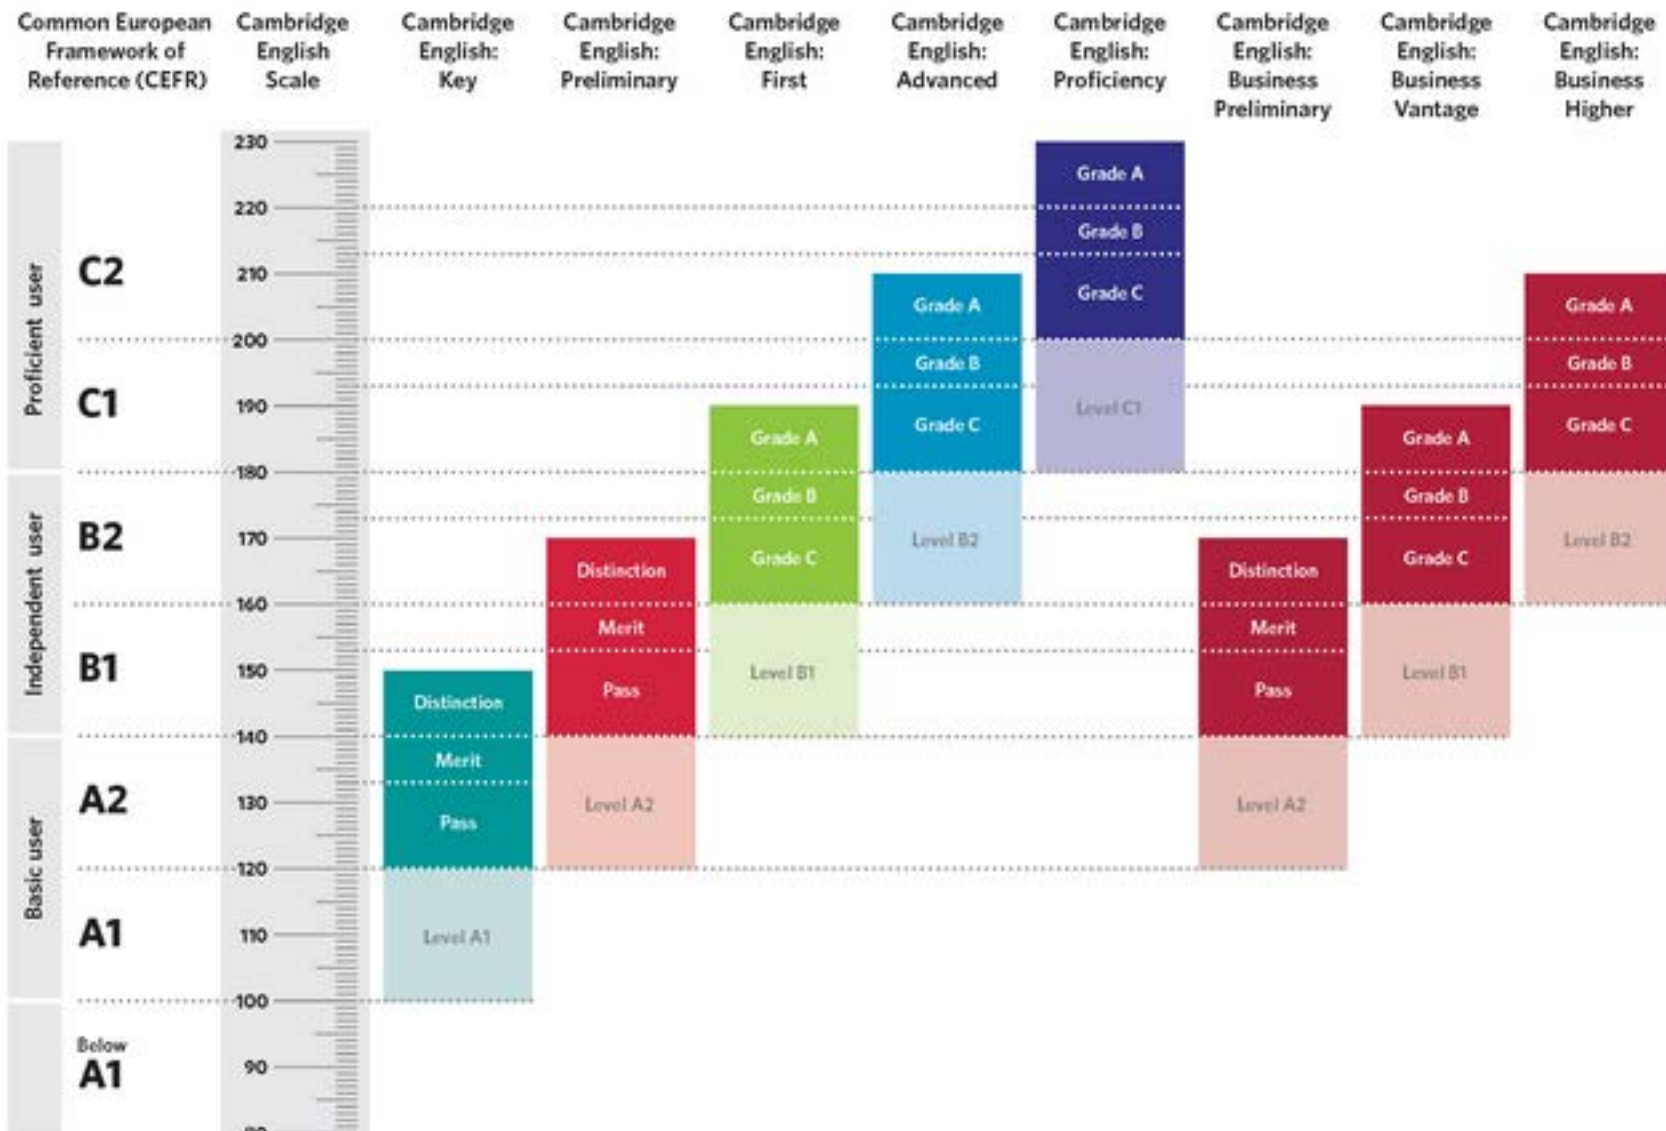 Common European
Framework of
Reference (CEFR)
Cambridge
English
Scale
Cambridge
English:
Key
Cambridge
English:
Preliminary
Cambridge
English:
First
Cambridge
English:
Advanced
Cambridge
English:
Proficiency
Cambridge
English:
Business
Preliminary
Cambridge
English:
Business
Vantage
Cambridge
English:
Business
Higher
Proficient user
Independent user
Basic user
C2
C1
B2
B1
A2
A1
Below
A1
230
220
210
200
190
180
170
160
150
140
130
120
110
100
90
Distinction
Merit
Pass
Level A1
Distinction
Merit
Pass
Level A2
Grade A
Grade B
Grade C
Level B1
Grade A
Grade B
Grade C
Level B2
Grade A
Grade B
Grade C
Level C1
Distinction
Merit
Pass
Level A2
Grade A
Grade B
Grade C
Level B1
Grade A
Grade B
Grade C
Level B2